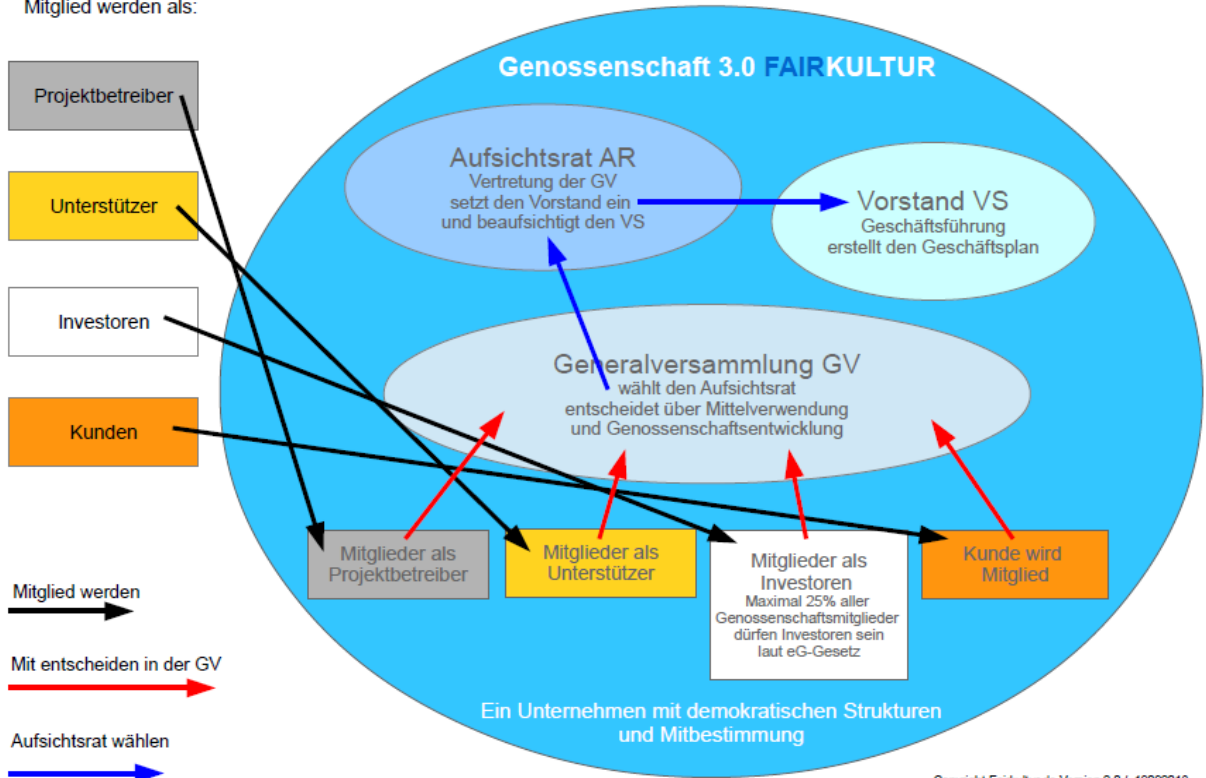 Mitglied werden als:
Projektbetreiber
Unterstützer
Investoren
Kunden
Genossenschaft 3.0 FAIRKULTUR
Aufsichtsrat AR
Vertretung der GV
setzt den Vorstand ein
und beaufsichtigt den VS
Vorstand VS
Geschäftsführung
erstellt den Geschäftsplan
Generalversammlung GV
wählt den Aufsichtsrat
entscheidet über Mittelverwendung
und Genossenschaftsentwicklung
Mitglieder als
Projektbetreiber
Mitglieder als
Unterstützer
Mitglieder als
Investoren
Maximal 25% aller
Genossenschaftsmitglieder
dürfen Investoren sein
laut eG-Gesetz
Kunde wird
Mitglied
Mitglied werden
Mit entscheiden in der GV
Aufsichtsrat wählen
Ein Unternehmen mit demokratischen Strukturen
und Mitbestimmung